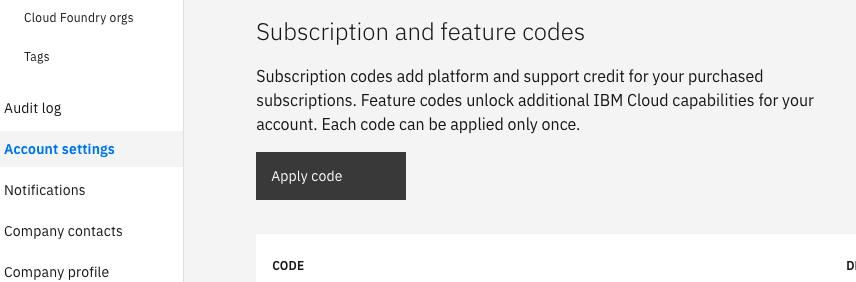 Cloud Foundry orgs
Tags
Audit log
Account settings
Notifications
Company contacts
Company profile
Subscription and feature codes
Subscription codes add platform and support credit for your purchased
subscriptions. Feature codes unlock additional IBM Cloud capabilities for your
account. Each code can be applied only once.
Apply code
CODE